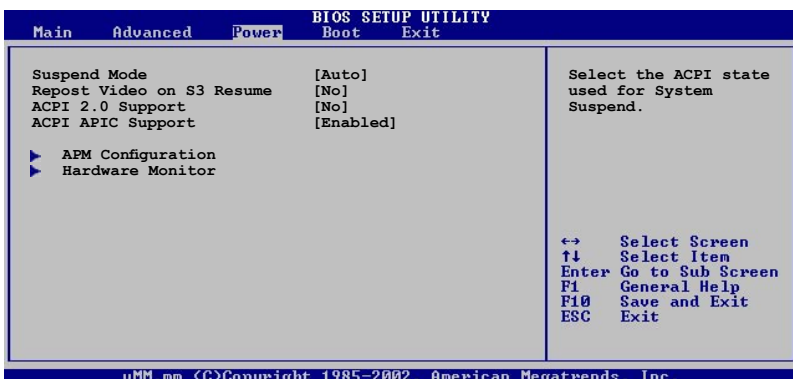 BIOS SETUP UTILITY
Main Advanced Power Boot Exit
Suspend Mode [Auto]
Repost Video on S3 Resume [No]
ACPI 2.0 Support [No]
ACPI APIC Support [Enabled]
APM Configuration
Hardware Monitor
Select the ACPI state
used for System
Suspend.
←→ Select Screen
↑↓ Select Item
Enter Go to Sub Screen
F1 General Help
F10 Save and Exit
ESC Exit
(C)Copyright 1985-2002, American Megatrends, Inc